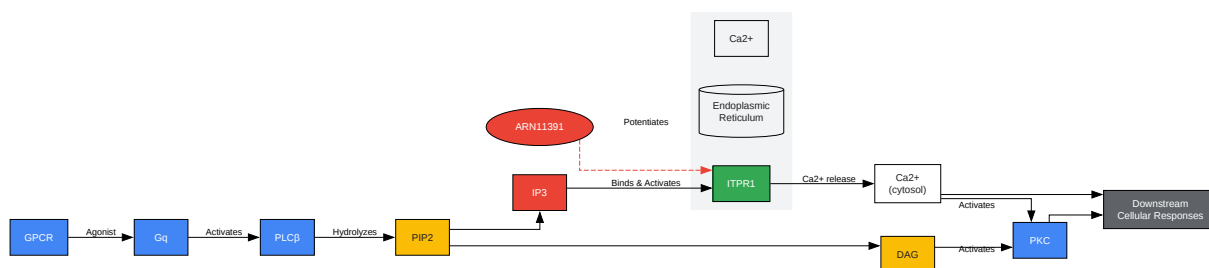 Ca2+
Endoplasmic
Reticulum
ARN11391
Potentiates
IP3
Binds & Activates
ITPR1
Ca2+ release
Ca2+
(cytosol)
Activates
Downstream
Cellular Responses
GPCR
Agonist
Gq
Activates
PLCβ
Hydrolyzes
PIP2
DAG
Activates
PKC